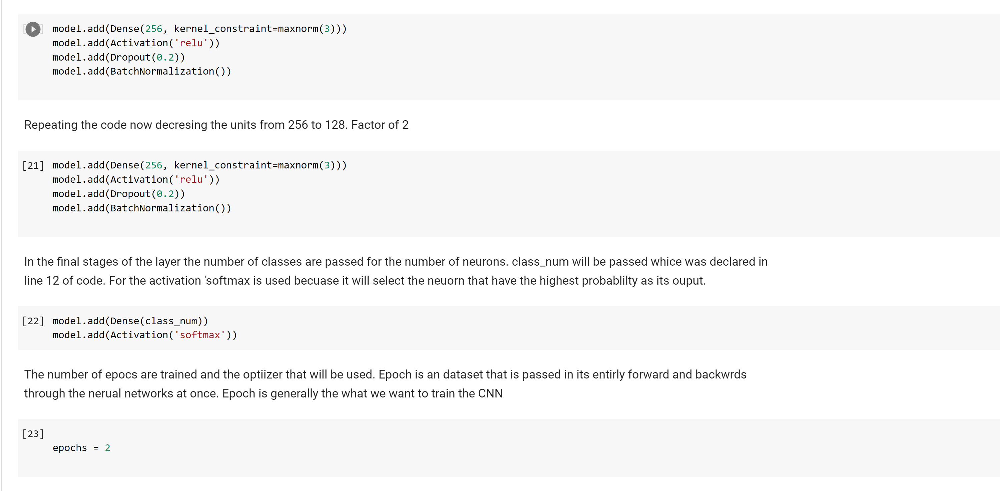 [ ] model.add(Dense(256, kernel_constraint=maxnorm(3)))
model.add(Activation('relu'))
model.add(Dropout(0.2))
model.add(BatchNormalization())
Repeating the code now decresing the units from 256 to 128. Factor of 2
[21] model.add(Dense(256, kernel_constraint=maxnorm(3)))
model.add(Activation('relu'))
model.add(Dropout(0.2))
model.add(BatchNormalization())
In the final stages of the layer the number of classes are passed for the number of neurons. class_num will be passed whice was declared in
line 12 of code. For the activation 'softmax is used becuase it will select the neuorn that have the highest probablilty as its ouput.
[22] model.add(Dense(class_num))
model.add(Activation('softmax'))
The number of epocs are trained and the optiizer that will be used. Epoch is an dataset that is passed in its entirly forward and backwrds
through the nerual networks at once. Epoch is generally the what we want to train the CNN
[23]
epochs = 2